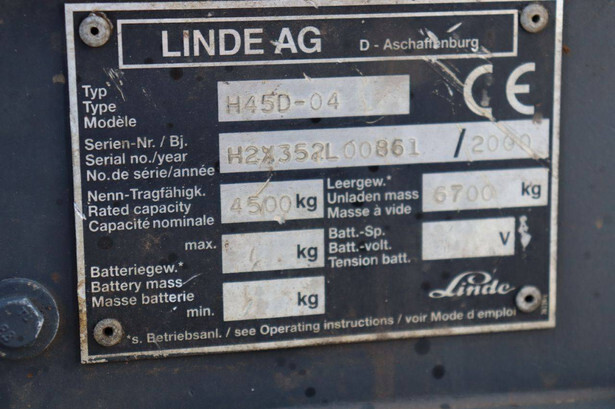 LINDE AG D - Aschaffenburg
Typ
Type
Modèle
H45D-04
CE
Serien-Nr. / Bj.
Serial no./year
No. de série/année
H2X352L00861 / 2000
Nenn-Tragfähigk.
Rated capacity
Capacité nominale
4500 kg
Leergew.*
Unladen mass
Masse à vide
6700 kg
max.
kg
Batteriegew.*
Battery mass
Masse batterie
min.
kg
Batt.-Sp.
Batt.-volt.
Tension batt.
V
Linde
*s. Betriebsanl. / see Operating instructions / voir Mode d emploi